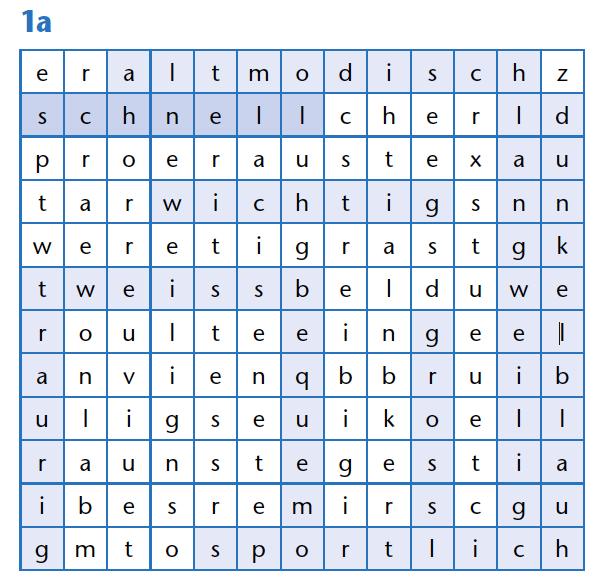 1a
e r a l t m o d i s c h z
s c h n e l l c h e r l d
p r o e r a u s t e x a u
t a r w i c h t i g s n n
w e r e t i g r a s t g k
t w e i s s b e l d u w e
r o u l t e e i n g e e l
a n v i e n q b b r u i b
u l i g s e u i k o e l l
r a u n s t e g e s t i a
i b e s r e m i r s c g u
g m t o s p o r t l i c h